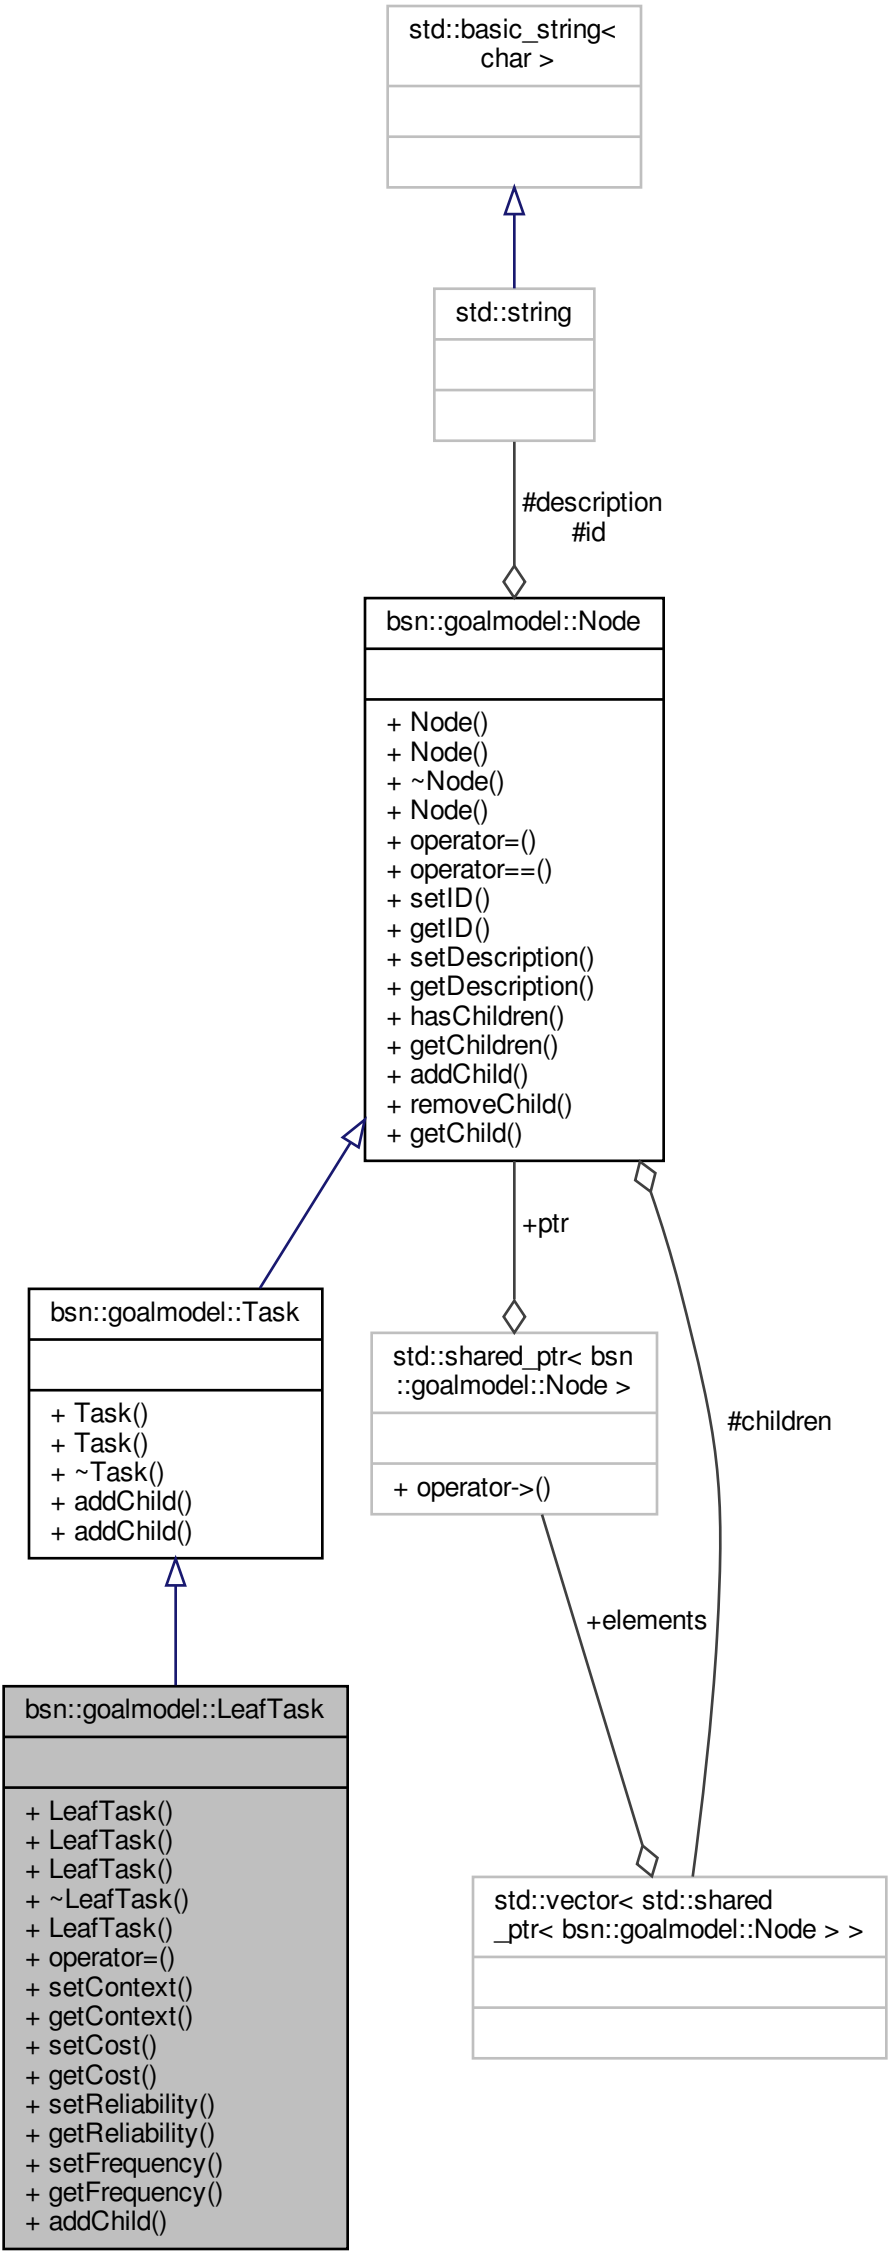 std::basic_string<
char >
std::string
#description
#id
bsn::goalmodel::Node
+ Node()
+ Node()
+ ~Node()
+ Node()
+ operator=()
+ operator==()
+ setID()
+ getID()
+ setDescription()
+ getDescription()
+ hasChildren()
+ getChildren()
+ addChild()
+ removeChild()
+ getChild()
+ptr
bsn::goalmodel::Task
+ Task()
+ Task()
+ ~Task()
+ addChild()
+ addChild()
std::shared_ptr< bsn
::goalmodel::Node >
+ operator->()
#children
+elements
bsn::goalmodel::LeafTask
+ LeafTask()
+ LeafTask()
+ LeafTask()
+ ~LeafTask()
+ LeafTask()
+ operator=()
+ setContext()
+ getContext()
+ setCost()
+ getCost()
+ setReliability()
+ getReliability()
+ setFrequency()
+ getFrequency()
+ addChild()
std::vector< std::shared
_ptr< bsn::goalmodel::Node > >